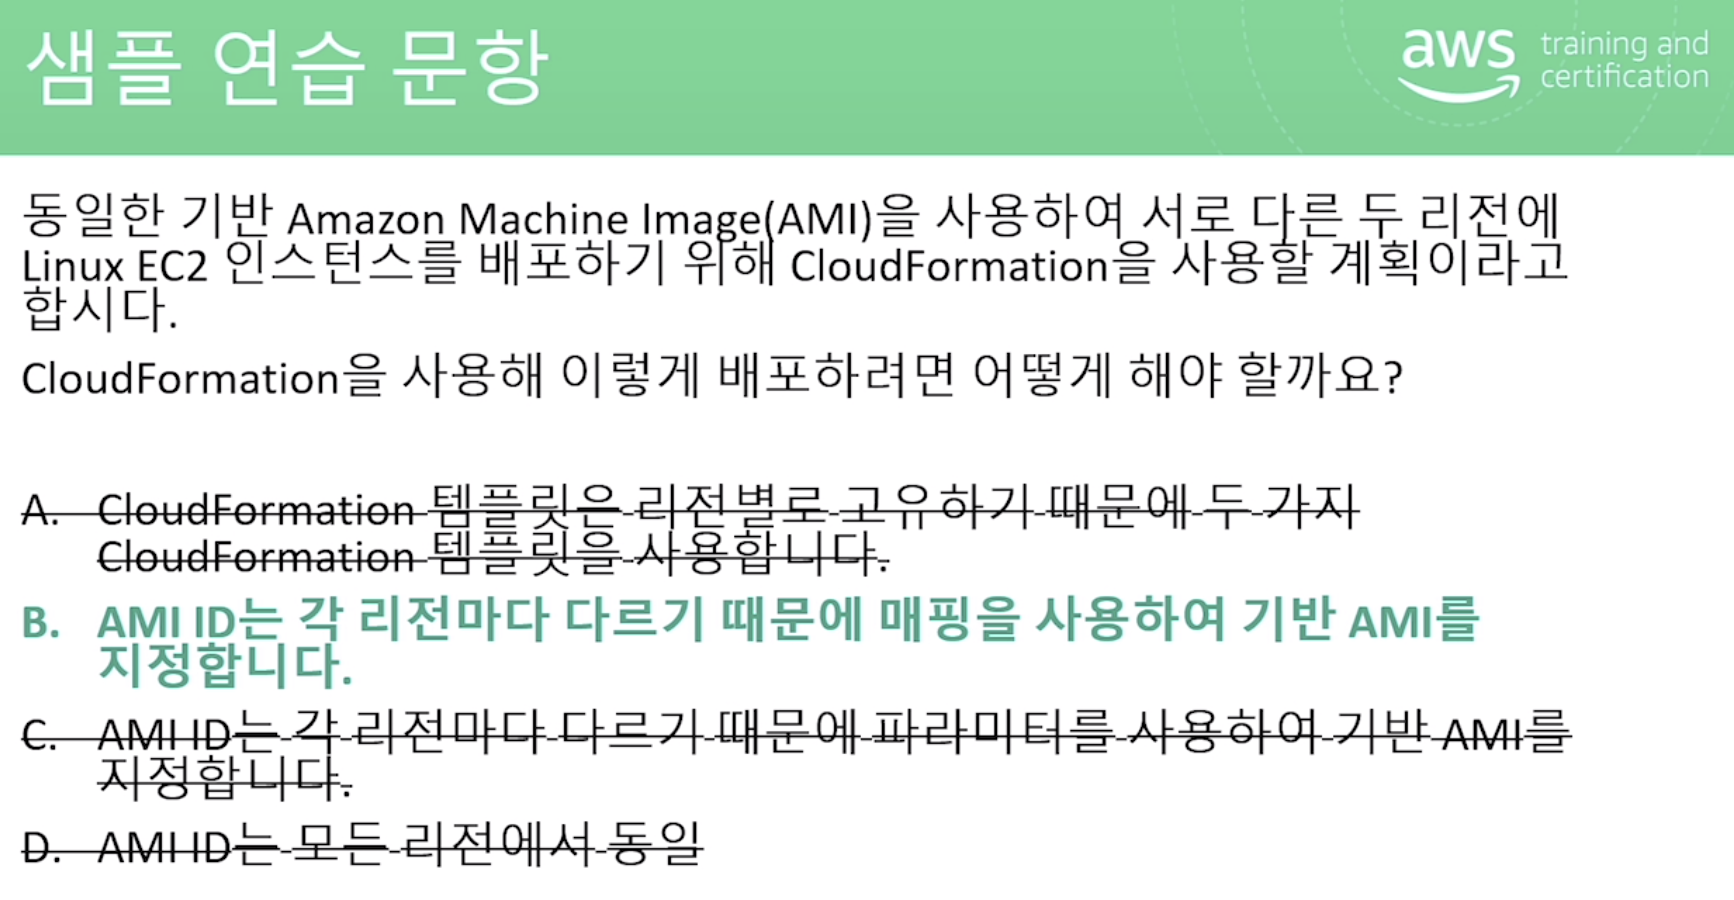 샘플 연습 문항
aws training and
certification
동일한 기반 Amazon Machine Image(AMI)을 사용하여 서로 다른 두 리전에
Linux EC2 인스턴스를 배포하기 위해 CloudFormation을 사용할 계획이라고
합시다.
CloudFormation을 사용해 이렇게 배포하려면 어떻게 해야 할까요?
A. CloudFormation 템플릿은 리전별로 고유하기 때문에 두 가지
CloudFormation 템플릿을 사용합니다.
B. AMI ID는 각 리전마다 다르기 때문에 매핑을 사용하여 기반 AMI를
지정합니다.
C. AMI ID는 각 리전마다 다르기 때문에 파라미터를 사용하여 기반 AMI를
지정합니다.
D. AMI ID는 모든 리전에서 동일